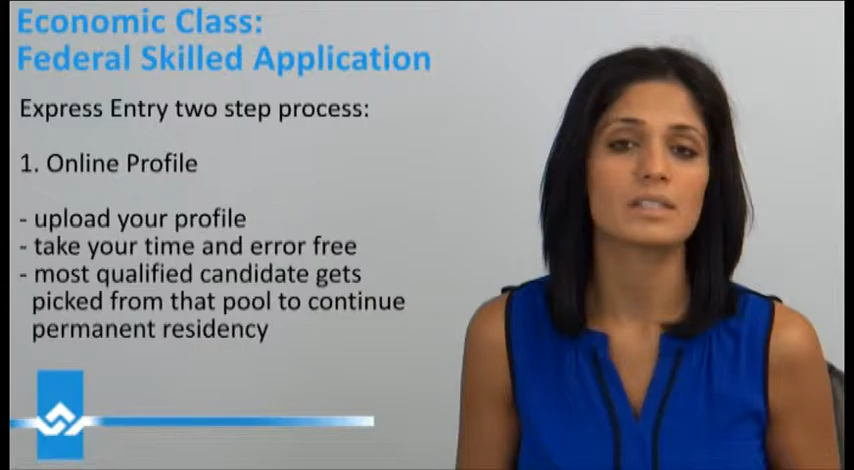 Economic Class:
Federal Skilled Application
Express Entry two step process:
1. Online Profile
- upload your profile
- take your time and error free
- most qualified candidate gets
picked from that pool to continue
permanent residency